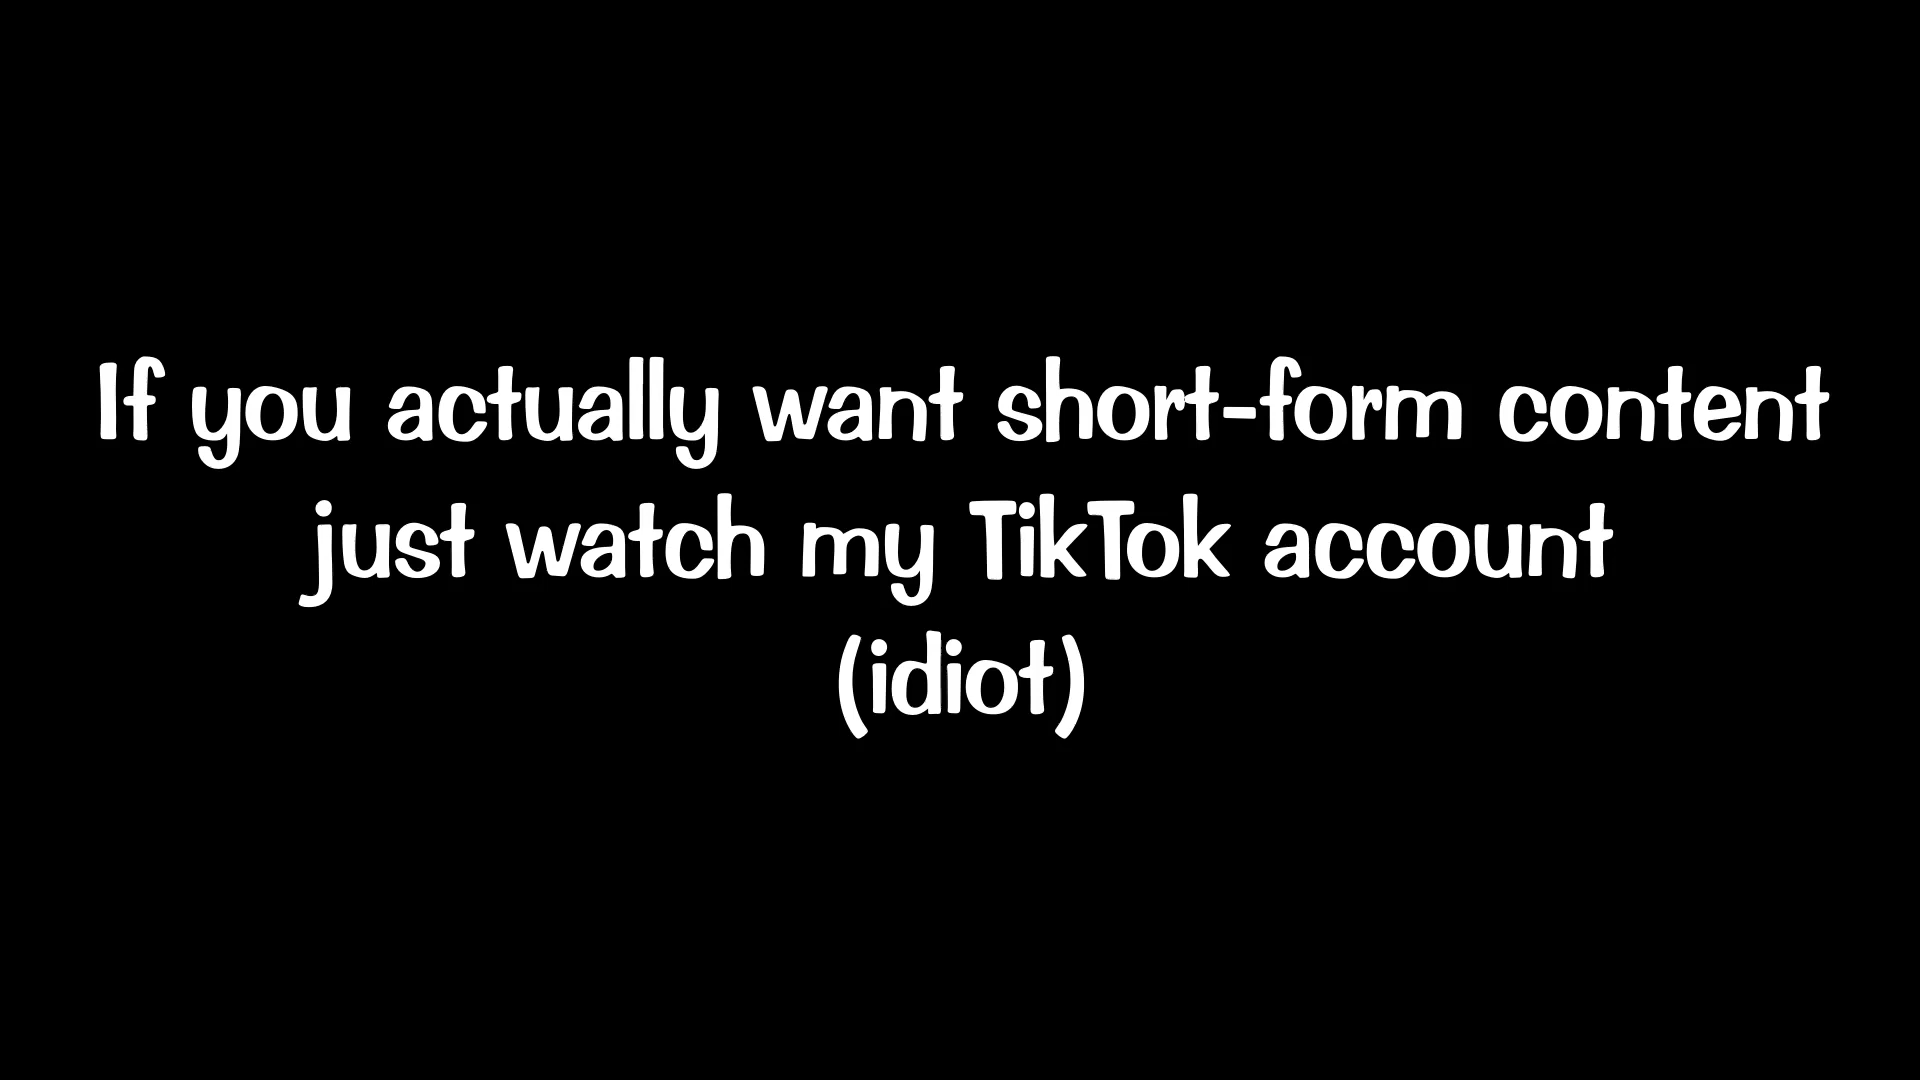 If you actually want short-form content
just watch my TikTok account
(idiot)